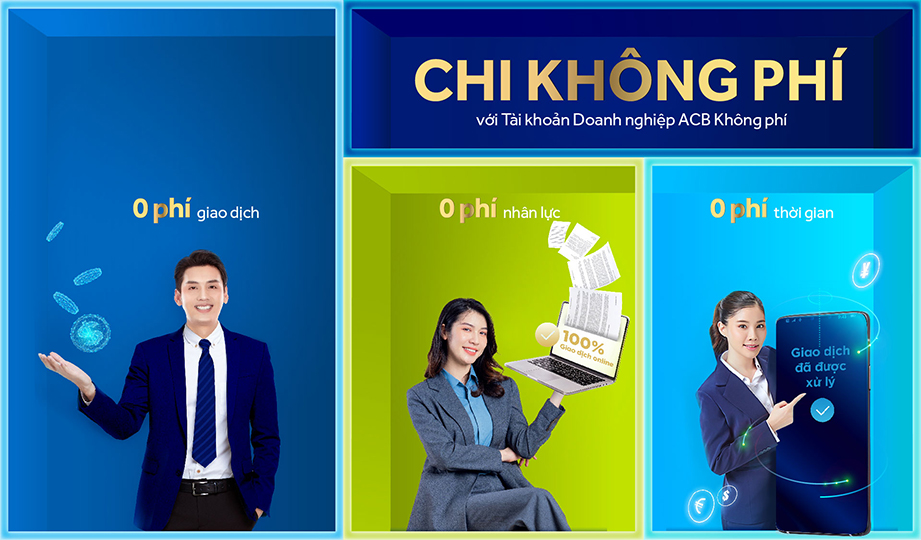 CHI KHÔNG PHÍ
với Tài khoản Doanh nghiệp ACB Không phí
0 phí giao dịch
0 phí nhân lực
100%
Giao dịch online
0 phí thời gian
¥
Giao dịch
đã được
xử lý
€
$